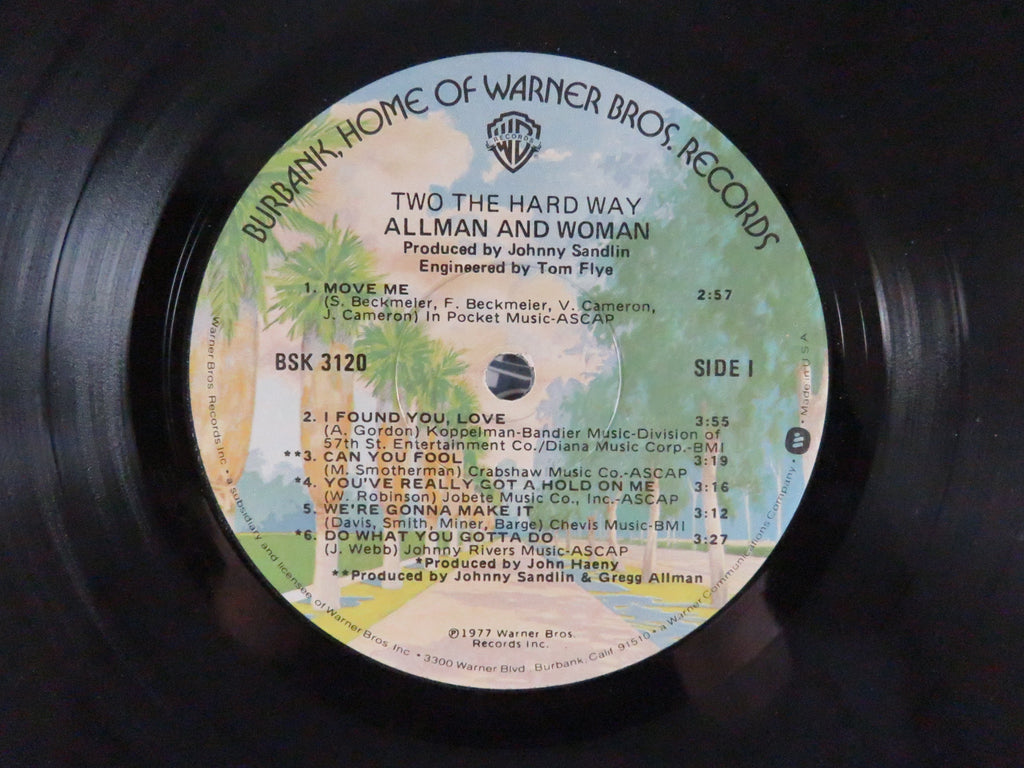 BURBANK, HOME OF WARNER BROS. RECORDS
RECORDS
TWO THE HARD WAY
ALLMAN AND WOMAN
Produced by Johnny Sandlin
Engineered by Tom Flye
1. MOVE ME 2:57
(S. Beckmeier, F. Beckmeier, V. Cameron,
J. Cameron) In Pocket Music-ASCAP
BSK 3120 SIDE 1
2. I FOUND YOU, LOVE 3:55
(A. Gordon) Koppelman-Bandier Music-Division of
57th St. Entertainment Co./Diana Music Corp.-BMI
**3. CAN YOU FOOL 3:19
(M. Smotherman) Crabshaw Music Co.-ASCAP
*4. YOU'VE REALLY GOT A HOLD ON ME 3:16
(W. Robinson) Jobete Music Co., Inc.-ASCAP
5. WE'RE GONNA MAKE IT 3:12
(Davis, Smith, Miner, Barge) Chevis Music-BMI
*6. DO WHAT YOU GOTTA DO 3:27
(J. Webb) Johnny Rivers Music-ASCAP
*Produced by John Haeny
**Produced by Johnny Sandlin & Gregg Allman
℗1977 Warner Bros.
Records Inc.
Warner Bros. Records Inc. • a subsidiary and licensee of Warner Bros. Inc. • 3300 Warner Blvd. Burbank, Calif. 91510 • a Warner Communications Company. • Made in U S A